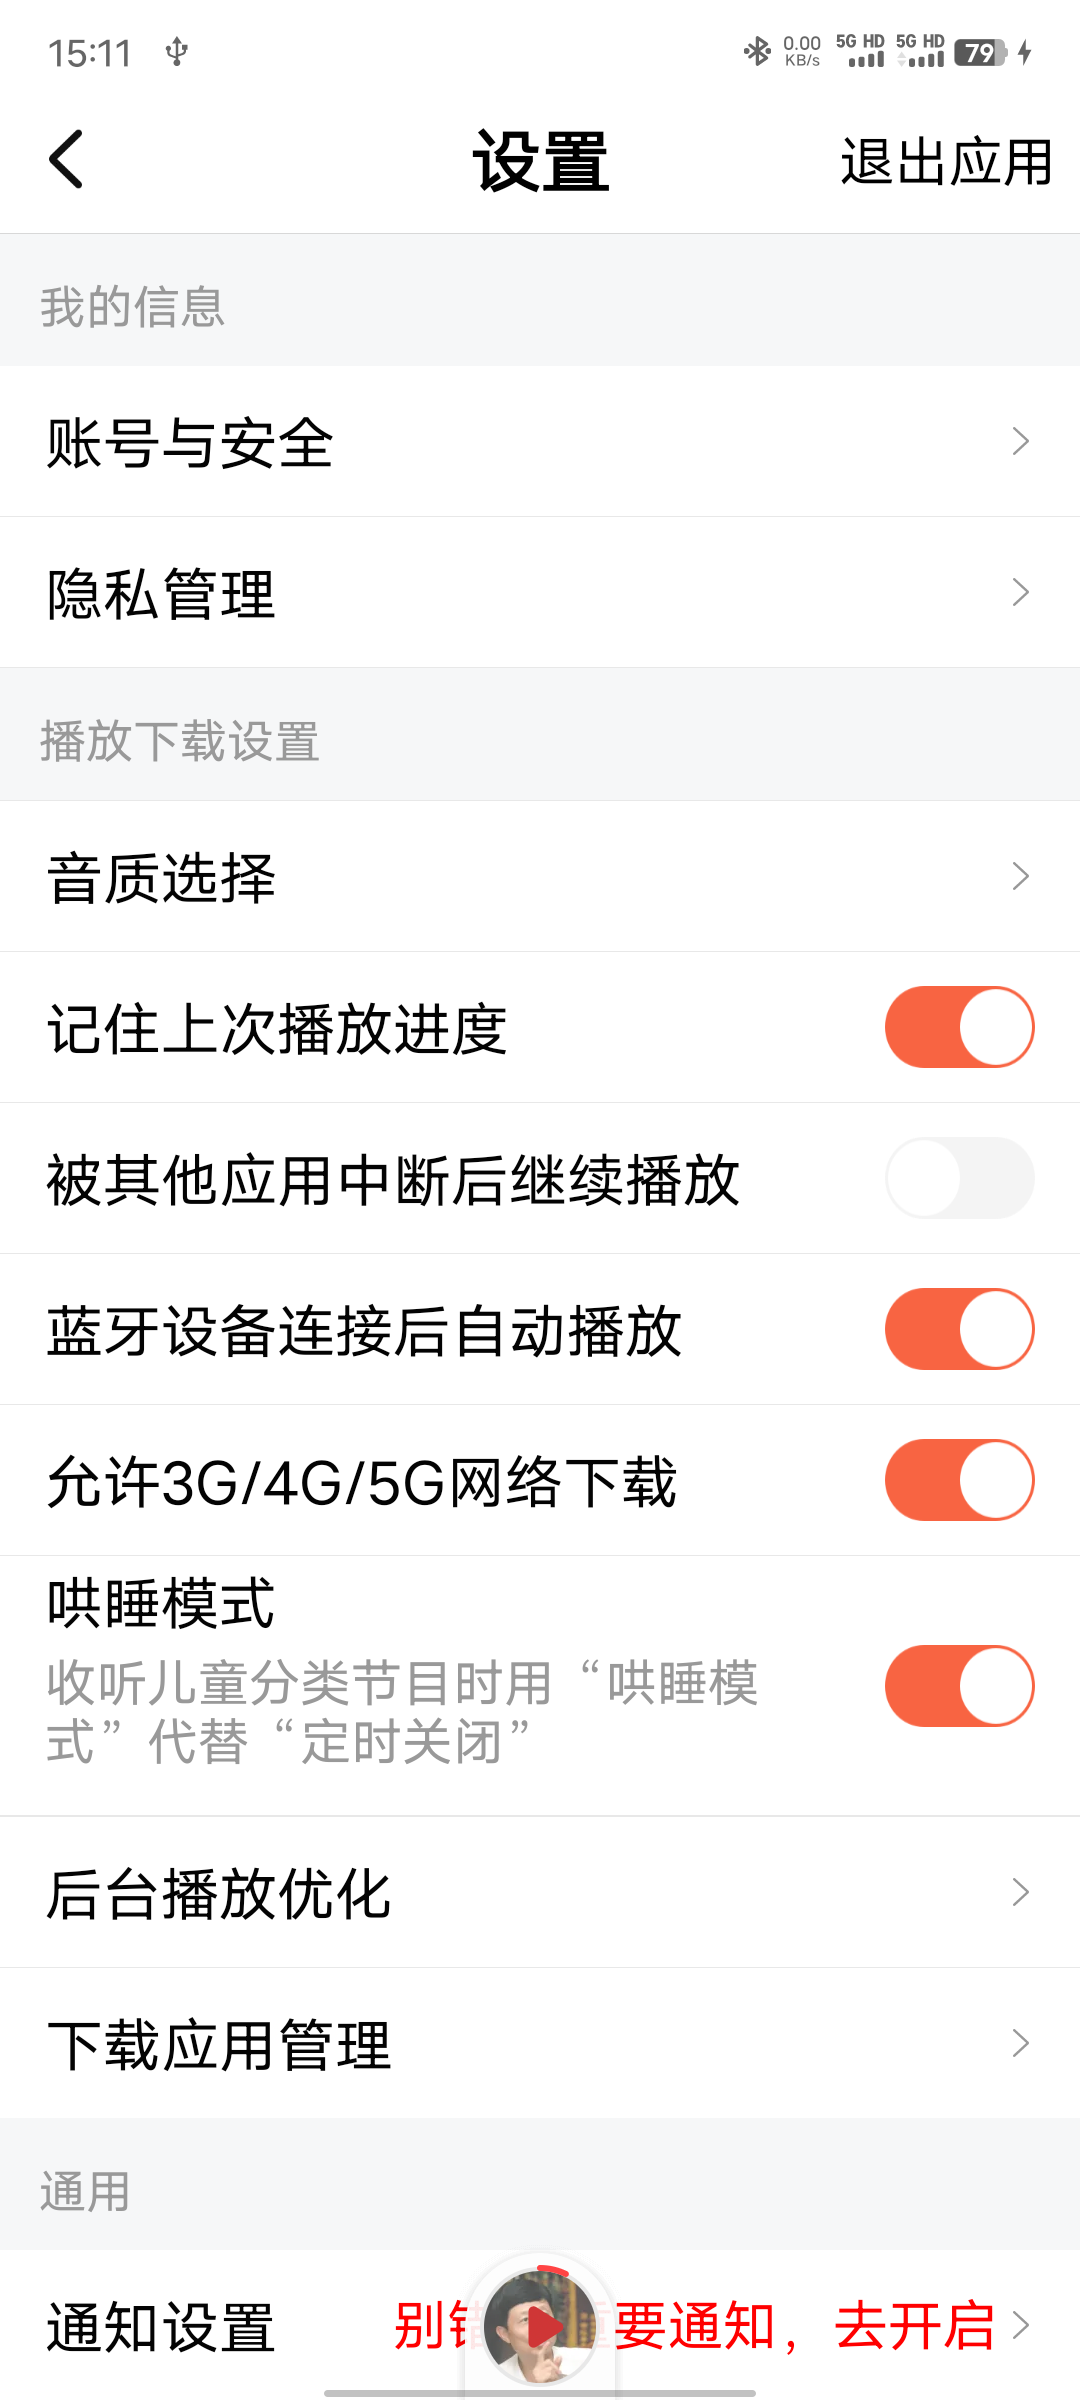 15:11
0.00 KB/s 5G HD 5G HD 79
设置
退出应用
我的信息
账号与安全
隐私管理
播放下载设置
音质选择
记住上次播放进度
被其他应用中断后继续播放
蓝牙设备连接后自动播放
允许3G/4G/5G网络下载
哄睡模式
收听儿童分类节目时用“哄睡模
式”代替“定时关闭”
后台播放优化
下载应用管理
通用
通知设置
别错 要通知，去开启